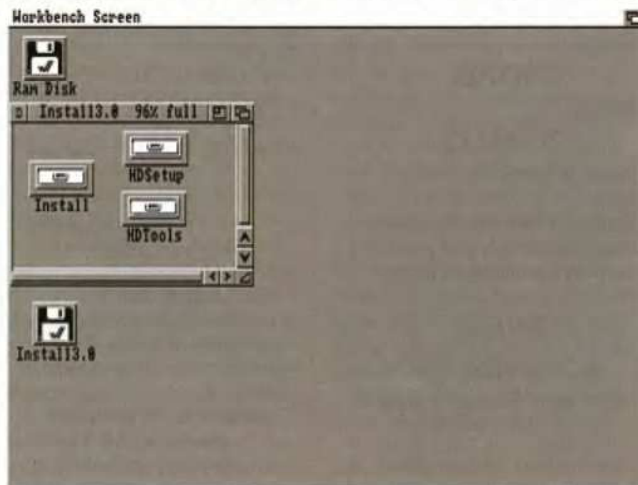 Workbench Screen
Ram Disk
Install3.0 96% full
HDSetup
Install
HDTools
Install3.0